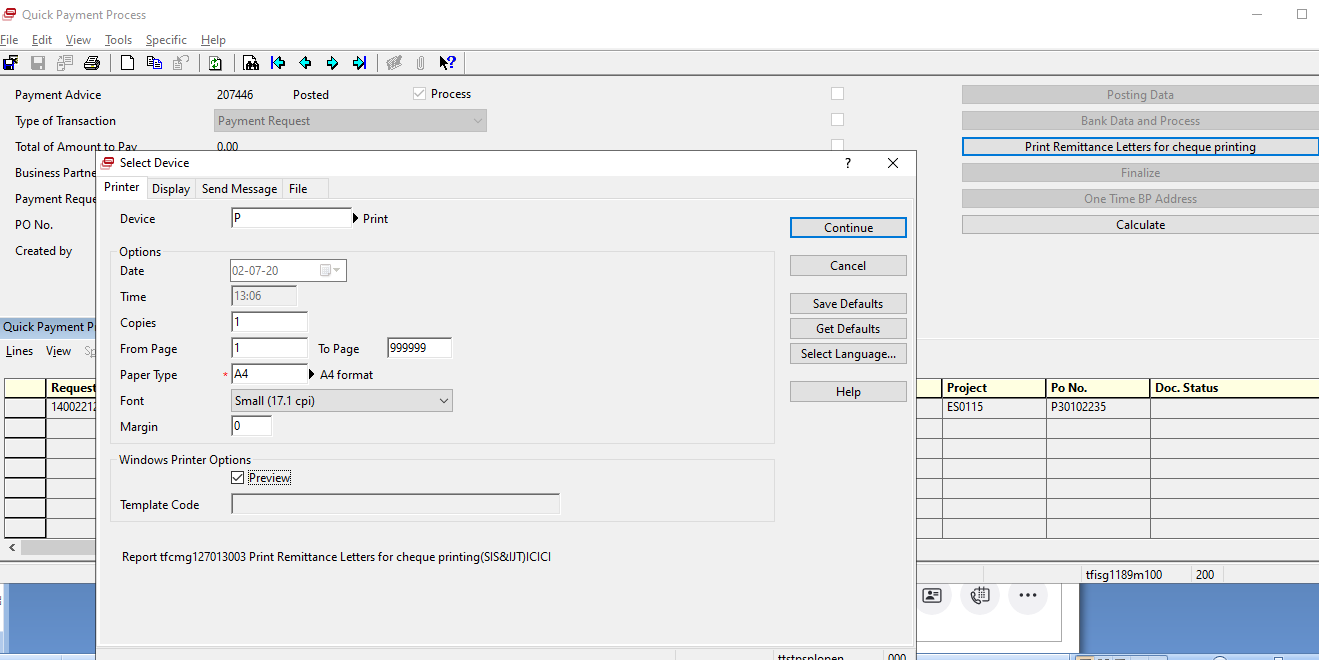 Quick Payment Process
File Edit View Tools Specific Help
Payment Advice 207446 Posted Process Posting Data
Type of Transaction Payment Request Bank Data and Process
Total of Amount to Pay 0.00 Print Remittance Letters for cheque printing
Select Device ?
Business Partne Finalize
Printer Display Send Message File
Payment Reque One Time BP Address
PO No. Device P Print Continue Calculate
Created by Options
Date 02-07-20 Cancel
Time 13:06
Copies 1 Save Defaults
Quick Payment P Get Defaults
Lines View Sp From Page 1 To Page 999999 Select Language...
Paper Type * A4 A4 format
Request Project Po No. Doc. Status
Font Small (17.1 cpi) Help
14002212 ES0115 P30102235
Margin 0
Windows Printer Options
Preview
Template Code
Report tfcmg127013003 Print Remittance Letters for cheque printing(SIS&IJT)ICICI
tfisg1189m100 200
000